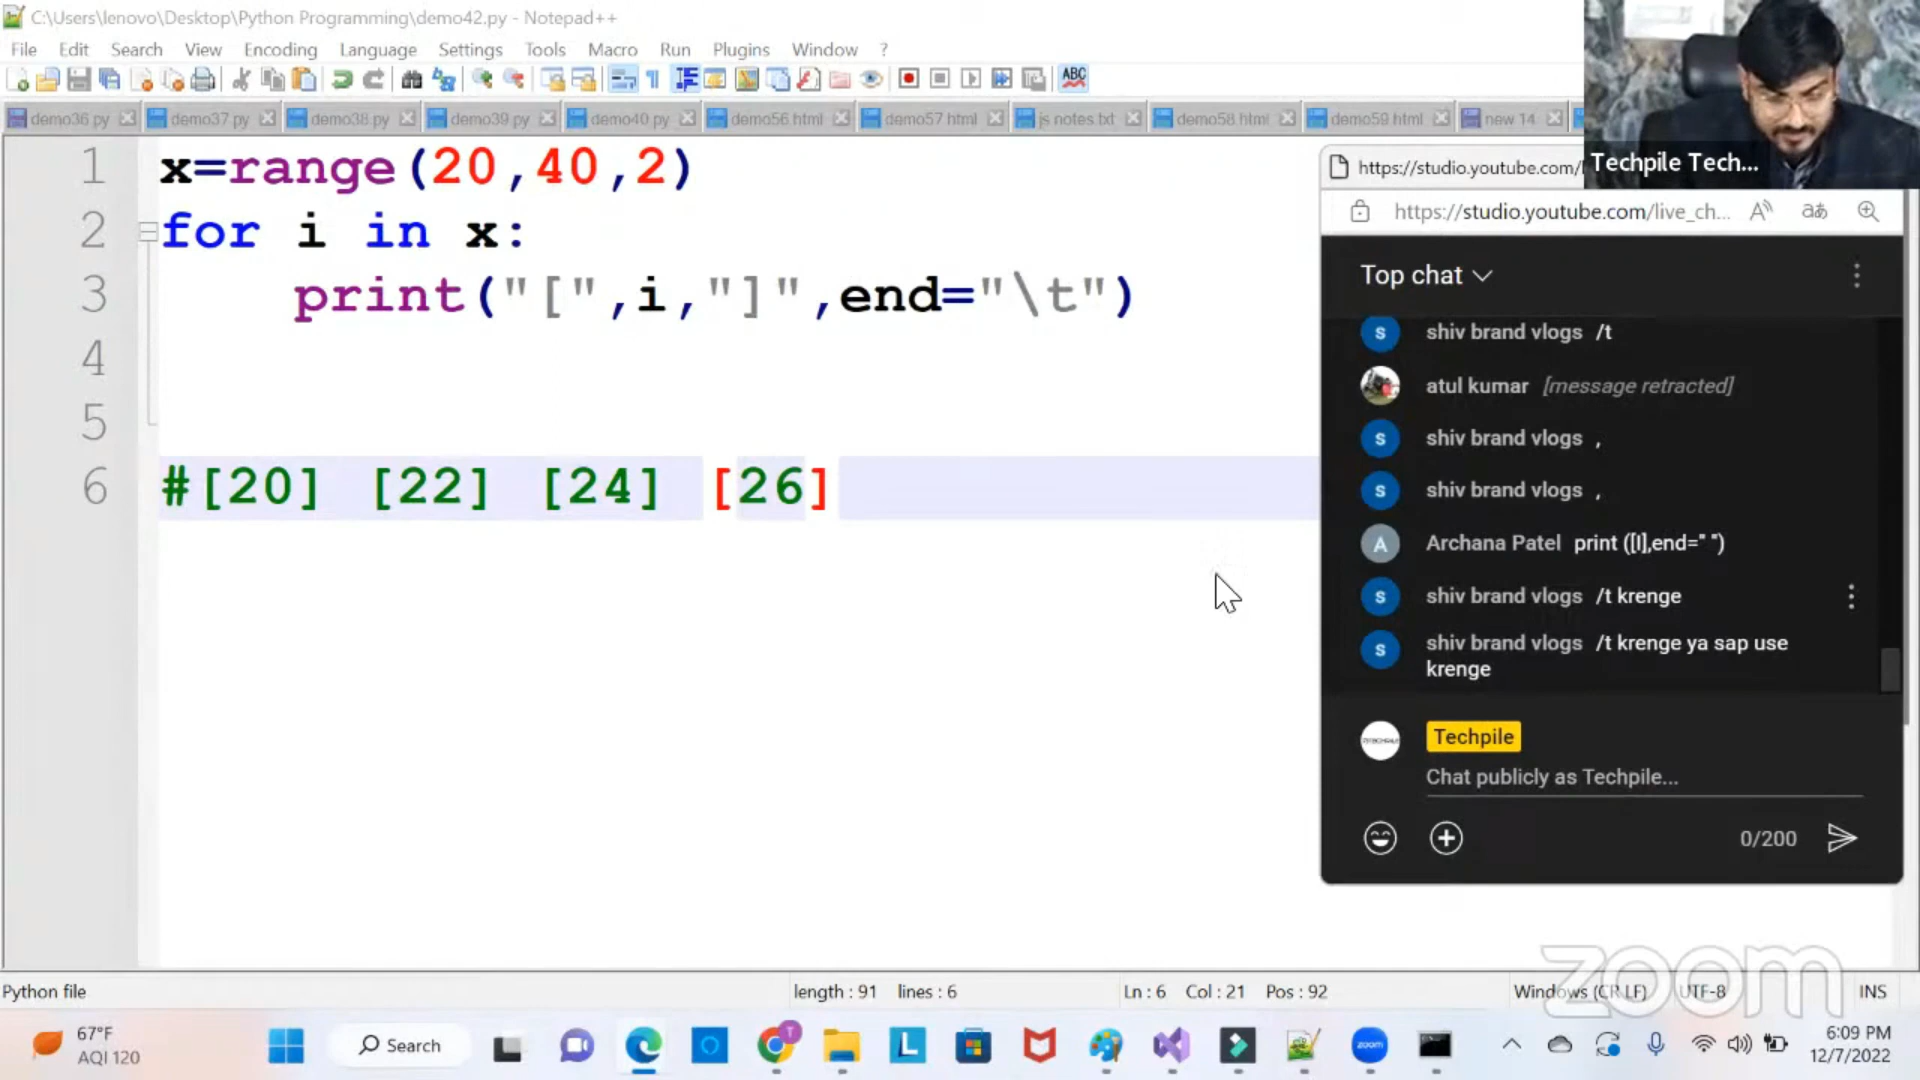 C:\Users\lenovo\Desktop\Python Programming\demo42.py - Notepad++
File Edit Search View Encoding Language Settings Tools Macro Run Plugins Window ?
ABC
demo36.py demo37.py demo38.py demo39.py demo40.py demo56.html demo57.html js notes.txt demo58.html demo59.html new 14
Techpile Tech...
1 x=range(20,40,2)
2 for i in x:
3 print("[",i,"]",end="\t")
4
5
6 #[20] [22] [24] [26]
https://studio.youtube.com/l
https://studio.youtube.com/live_ch...
Top chat
shiv brand vlogs /t
atul kumar [message retracted]
shiv brand vlogs ,
shiv brand vlogs ,
Archana Patel print ([I],end=" ")
shiv brand vlogs /t krenge
shiv brand vlogs /t krenge ya sap use
krenge
Techpile
Chat publicly as Techpile...
0/200
zoom
Python file length : 91 lines : 6 Ln : 6 Col : 21 Pos : 92 Windows (CR LF) UTF-8 INS
67°F
AQI 120
Search
zoom
6:09 PM
12/7/2022